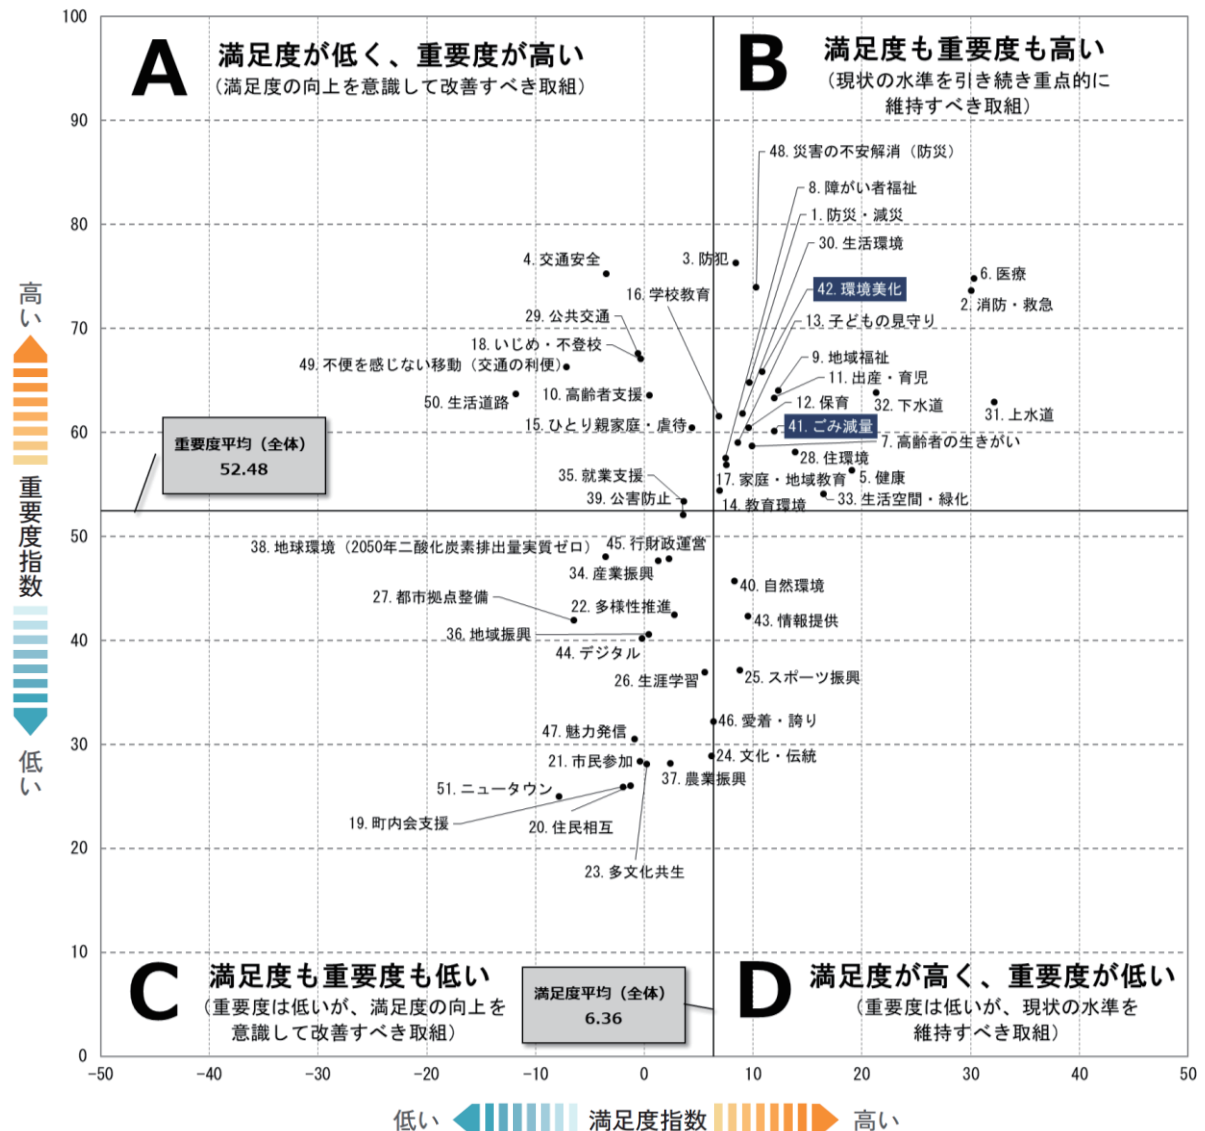 100
90
80
70
60
50
40
30
20
10
0
-50
-40
-30
-20
-10
0
10
20
30
40
50
高い
重要度指数
低い
低い
満足度指数
高い
A
満足度が低く、重要度が高い
（満足度の向上を意識して改善すべき取組）
B
満足度も重要度も高い
（現状の水準を引き続き重点的に
維持すべき取組）
48. 災害の不安解消（防災）
8. 障がい者福祉
1. 防災・減災
30. 生活環境
3. 防犯
4. 交通安全
6. 医療
2. 消防・救急
42. 環境美化
16. 学校教育
29. 公共交通
13. 子どもの見守り
18. いじめ・不登校
49. 不便を感じない移動（交通の利便）
9. 地域福祉
11. 出産・育児
10. 高齢者支援
50. 生活道路
12. 保育
32. 下水道
31. 上水道
15. ひとり親家庭・虐待
41. ごみ減量
7. 高齢者の生きがい
重要度平均（全体）
52.48
28. 住環境
35. 就業支援
17. 家庭・地域教育
5. 健康
39. 公害防止
14. 教育環境
33. 生活空間・緑化
38. 地球環境（2050年二酸化炭素排出量実質ゼロ）
45. 行財政運営
34. 産業振興
40. 自然環境
27. 都市拠点整備
22. 多様性推進
43. 情報提供
36. 地域振興
44. デジタル
26. 生涯学習
25. スポーツ振興
46. 愛着・誇り
47. 魅力発信
24. 文化・伝統
21. 市民参加
37. 農業振興
51. ニュータウン
19. 町内会支援
20. 住民相互
23. 多文化共生
C
満足度も重要度も低い
（重要度は低いが、満足度の向上を
意識して改善すべき取組）
満足度平均（全体）
6.36
D
満足度が高く、重要度が低い
（重要度は低いが、現状の水準を
維持すべき取組）